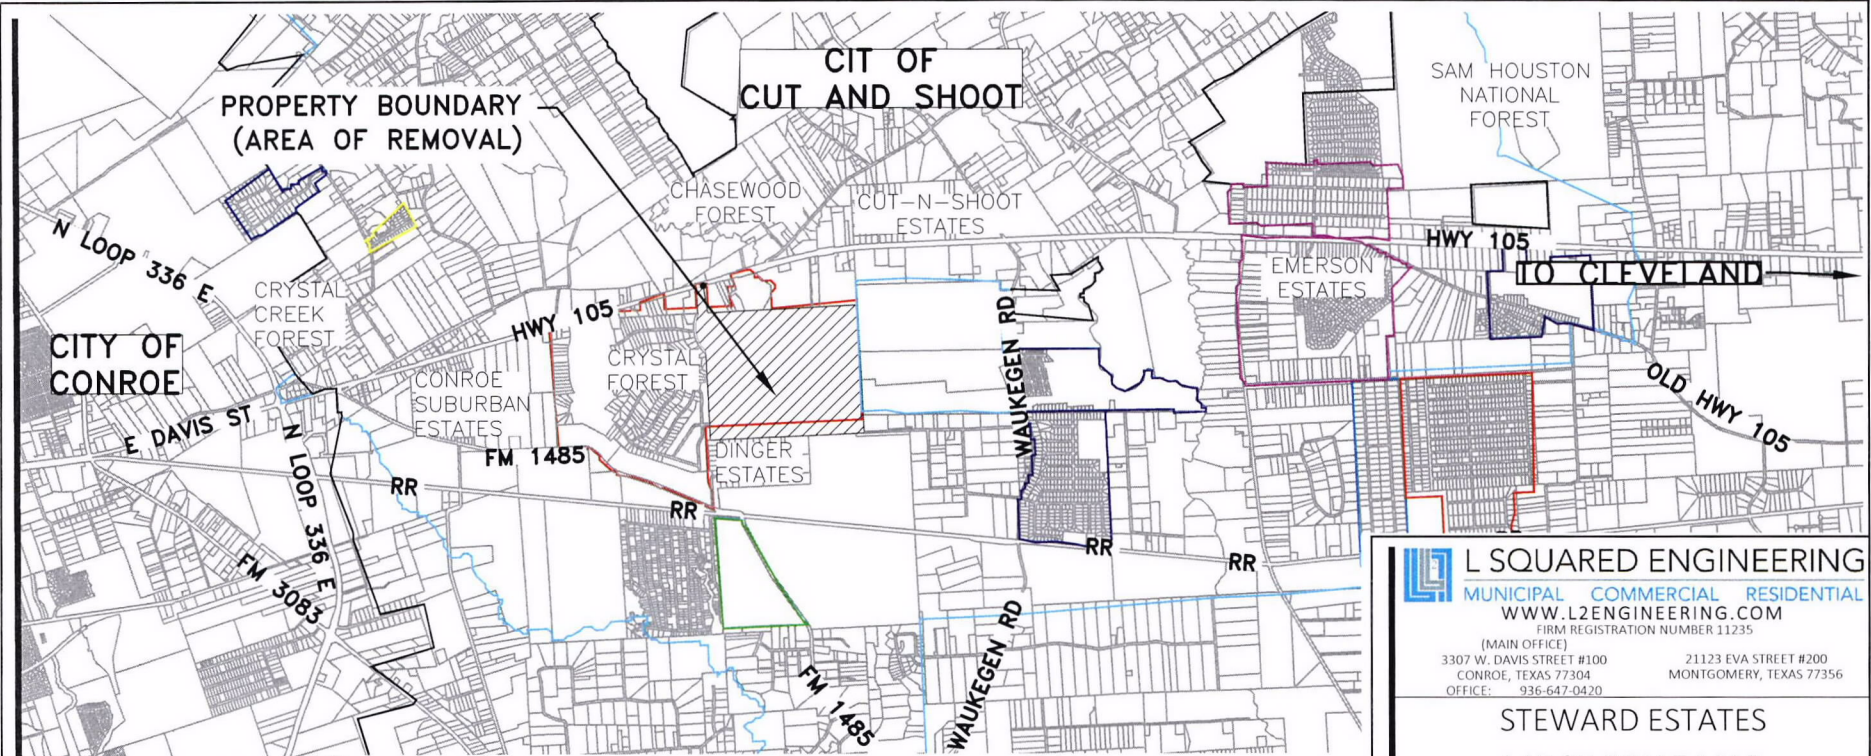 CIT OF
CUT AND SHOOT
PROPERTY BOUNDARY
(AREA OF REMOVAL)
SAM HOUSTON
NATIONAL
FOREST
CHASEWOOD
FOREST
CUT-N-SHOOT
ESTATES
N LOOP 336 E
HWY 105
TO CLEVELAND
EMERSON
ESTATES
CRYSTAL
CREEK
FOREST
HWY 105
WAUKEGEN RD
CITY OF
CONROE
CRYSTAL
FOREST
CONROE
SUBURBAN
ESTATES
OLD HWY 105
E DAVIS ST
N LOOP 336 E
FM 1485
DINGER
ESTATES
RR
RR
RR
RR
FM 3083
WAUKEGEN RD
FM 1485
L SQUARED ENGINEERING
MUNICIPAL COMMERCIAL RESIDENTIAL
WWW.L2ENGINEERING.COM
FIRM REGISTRATION NUMBER 11235
(MAIN OFFICE)
3307 W. DAVIS STREET #100 21123 EVA STREET #200
CONROE, TEXAS 77304 MONTGOMERY, TEXAS 77356
OFFICE: 936-647-0420
STEWARD ESTATES